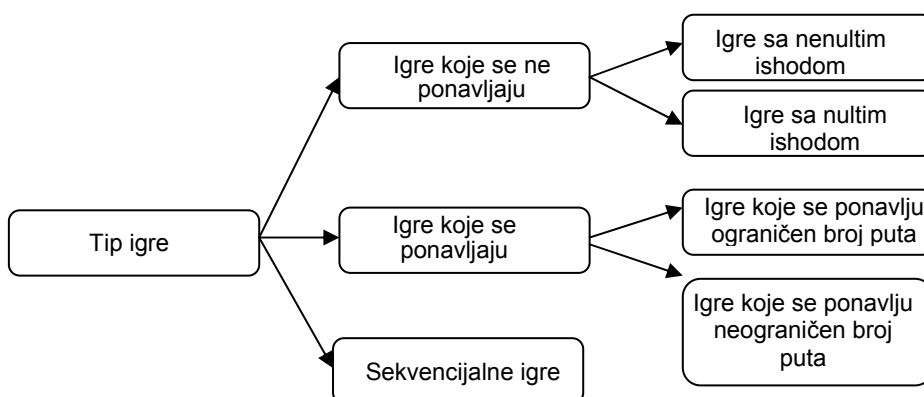 Tip igre
Igre koje se ne
ponavljaju
Igre sa nenultim
ishodom
Igre sa nultim
ishodom
Igre koje se
ponavljaju
Igre koje se ponavlju
ograničen broj puta
Igre koje se ponavlju
neograničen broj
puta
Sekvencijalne igre